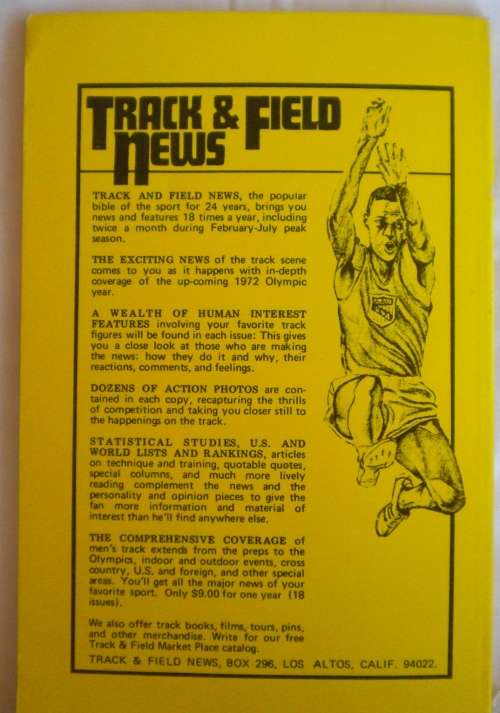 TRACK & FIELD
NEWS
TRACK AND FIELD NEWS, the popular
bible of the sport for 24 years, brings you
news and features 18 times a year, including
twice a month during February-July peak
season.
THE EXCITING NEWS of the track scene
comes to you as it happens with in-depth
coverage of the up-coming 1972 Olympic
year.
A WEALTH OF HUMAN INTEREST
FEATURES involving your favorite track
figures will be found in each issue: This gives
you a close look at those who are making
the news: how they do it and why, their
reactions, comments, and feelings.
DOZENS OF ACTION PHOTOS are con-
tained in each copy, recapturing the thrills
of competition and taking you closer still to
the happenings on the track.
STATISTICAL STUDIES, U.S. AND
WORLD LISTS AND RANKINGS, articles
on technique and training, quotable quotes,
special columns, and much more lively
reading complement the news and the
personality and opinion pieces to give the
fan more information and material of
interest than he'll find anywhere else.
THE COMPREHENSIVE COVERAGE of
men's track extends from the preps to the
Olympics, indoor and outdoor events, cross
country, U.S. and foreign, and other special
areas. You'll get all the major news of your
favorite sport. Only $9.00 for one year (18
issues).
We also offer track books, films, tours, pins,
and other merchandise. Write for our free
Track & Field Market Place catalog.
TRACK & FIELD NEWS, BOX 296, LOS ALTOS, CALIF. 94022.